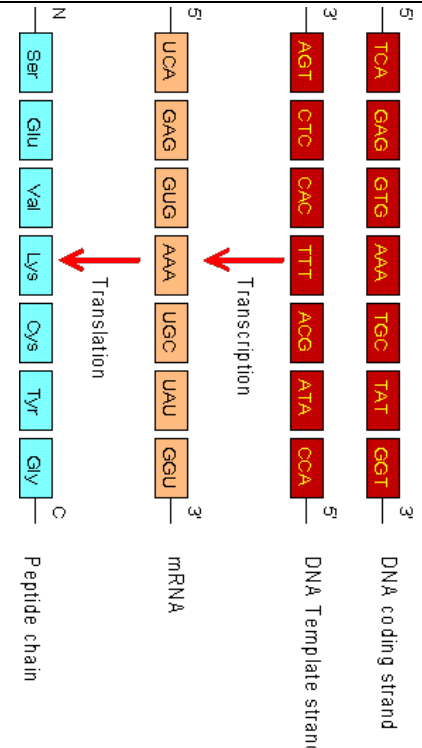 5' TCA GAG GTG AAA TGC TAT GGT 3' DNA coding strand
3' AGT CTC CAC TTT ACG ATA CCA 5' DNA Template strand
Transcription
5' UCA GAG GUG AAA UGC UAU GGU 3' mRNA
Translation
N Ser Glu Val Lys Cys Tyr Gly C Peptide chain